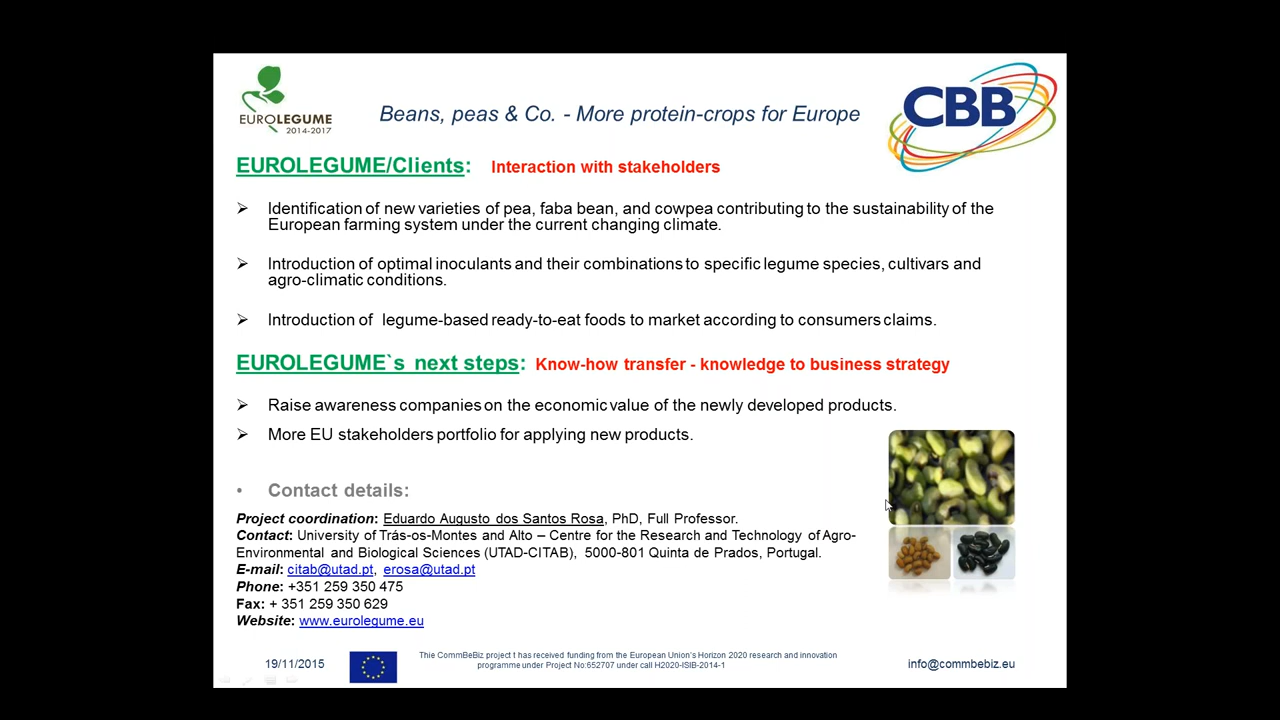 EUROLEGUME
2014-2017
Beans, peas & Co. - More protein-crops for Europe
CBB
EUROLEGUME/Clients: Interaction with stakeholders
➢ Identification of new varieties of pea, faba bean, and cowpea contributing to the sustainability of the
European farming system under the current changing climate.
➢ Introduction of optimal inoculants and their combinations to specific legume species, cultivars and
agro-climatic conditions.
➢ Introduction of legume-based ready-to-eat foods to market according to consumers claims.
EUROLEGUME`s next steps: Know-how transfer - knowledge to business strategy
➢ Raise awareness companies on the economic value of the newly developed products.
➢ More EU stakeholders portfolio for applying new products.
• Contact details:
Project coordination: Eduardo Augusto dos Santos Rosa, PhD, Full Professor.
Contact: University of Trás-os-Montes and Alto – Centre for the Research and Technology of Agro-
Environmental and Biological Sciences (UTAD-CITAB), 5000-801 Quinta de Prados, Portugal.
E-mail: citab@utad.pt, erosa@utad.pt
Phone: +351 259 350 475
Fax: + 351 259 350 629
Website: www.eurolegume.eu
19/11/2015
This CommBeBiz project t has received funding from the European Union's Horizon 2020 research and innovation
programme under Project No:652707 under call H2020-ISIB-2014-1
info@commbebiz.eu